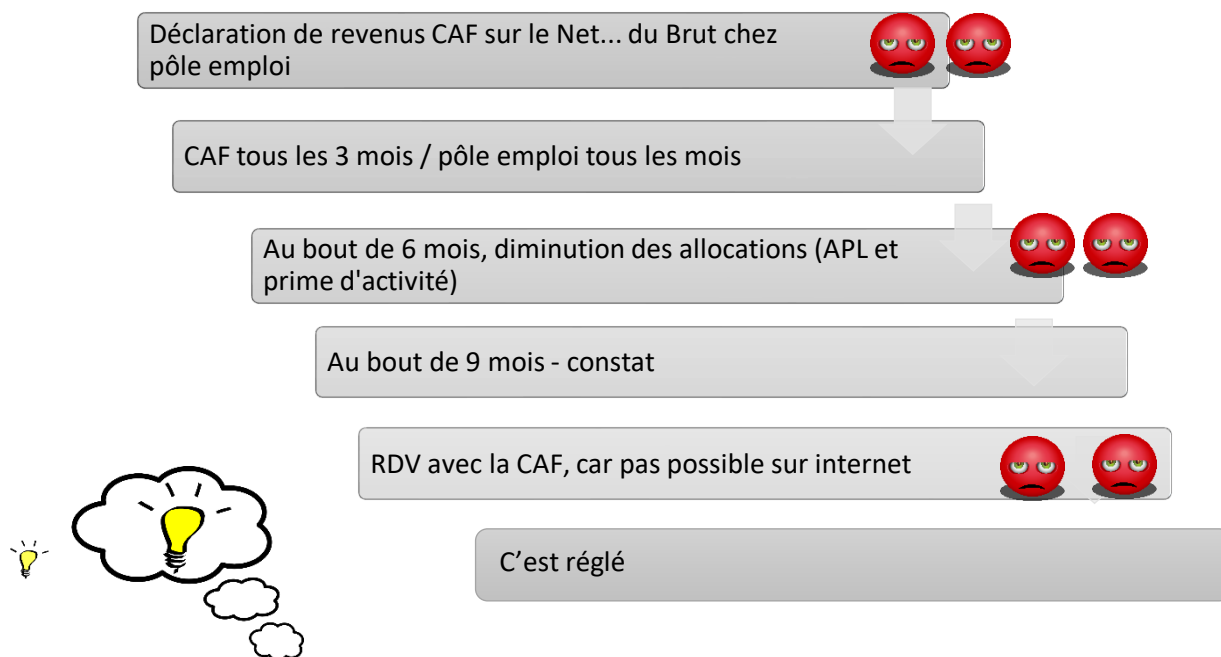 Déclaration de revenus CAF sur le Net... du Brut chez
pôle emploi
CAF tous les 3 mois / pôle emploi tous les mois
Au bout de 6 mois, diminution des allocations (APL et
prime d'activité)
Au bout de 9 mois - constat
RDV avec la CAF, car pas possible sur internet
C’est réglé